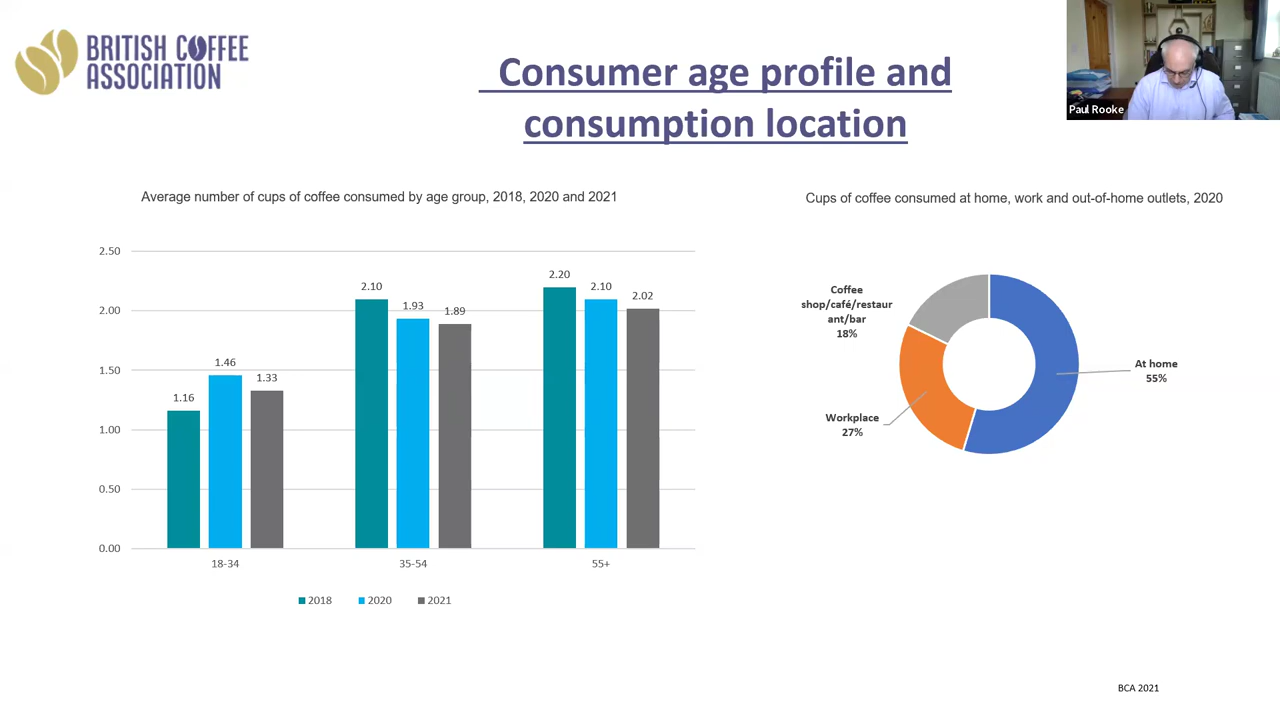 BRITISH COFFEE
ASSOCIATION
Consumer age profile and
consumption location
Paul Rooke
Average number of cups of coffee consumed by age group, 2018, 2020 and 2021
2.50
2.00
1.50
1.00
0.50
0.00
1.16
1.46
1.33
2.10
1.93
1.89
2.20
2.10
2.02
18-34
35-54
55+
2018
2020
2021
Cups of coffee consumed at home, work and out-of-home outlets, 2020
Coffee
shop/café/restaur
ant/bar
18%
At home
55%
Workplace
27%
BCA 2021